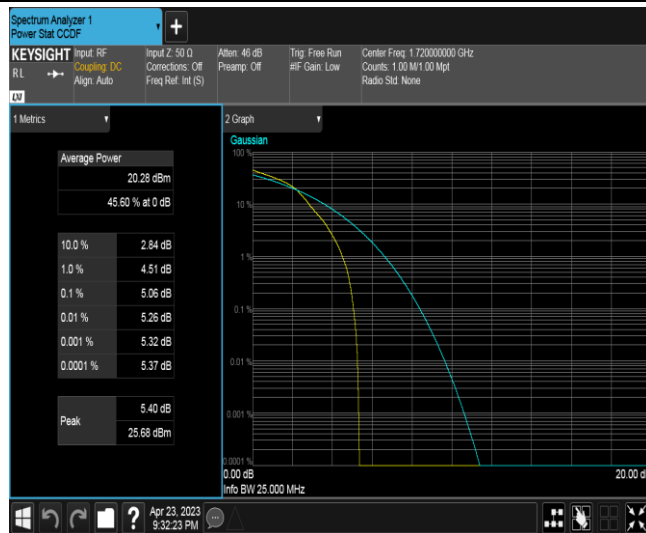 Spectrum Analyzer 1
Power Stat CCDF
+
KEYSIGHT
RL
Input: RF
Coupling: DC
Align: Auto
Input Z: 50 Ω
Corrections: Off
Freq Ref: Int (S)
Atten: 46 dB
Preamp: Off
Trig: Free Run
#IF Gain: Low
Center Freq: 1.720000000 GHz
Counts: 1.00 M/1.00 Mpt
Radio Std: None
1 Metrics
Average Power
20.28 dBm
45.60 % at 0 dB
10.0 % 2.84 dB
1.0 % 4.51 dB
0.1 % 5.06 dB
0.01 % 5.26 dB
0.001 % 5.32 dB
0.0001 % 5.37 dB
Peak
5.40 dB
25.68 dBm
2 Graph
Gaussian
100 %
10 %
1 %
0.1 %
0.01 %
0.001 %
0.0001 %
0.00 dB
20.00 d
Info BW 25.000 MHz
?
Apr 23, 2023
9:32:23 PM